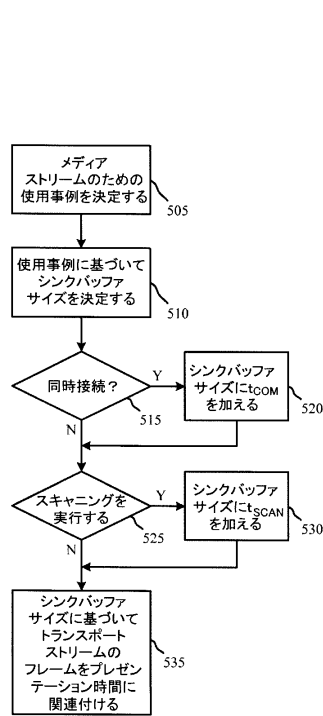 メディア
ストリームのための
使用事例を決定する
505
使用事例に基づいて
シンクバッファ
サイズを決定する
510
同時接続？
Y
515
N
シンクバッファ
サイズにtCOM
を加える
520
スキャニングを
実行する
Y
525
N
シンクバッファ
サイズにtSCAN
を加える
530
シンクバッファ
サイズに基づいて
トランスポート
ストリームの
フレームをプレゼン
テーション時間に
関連付ける
535